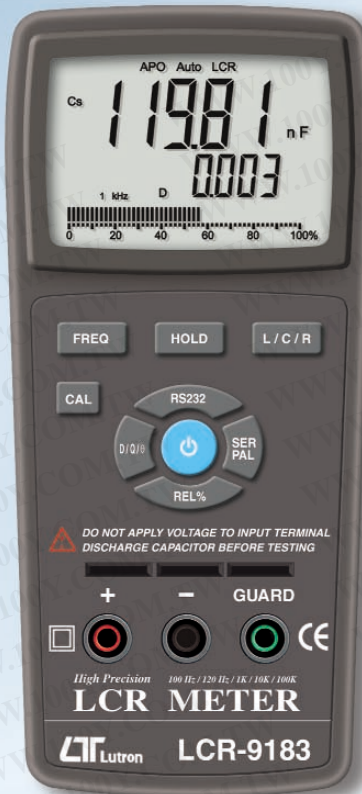 APO Auto LCR
Cs 119.81 nF
1 kHz D 0.003
0 20 40 60 80 100%
FREQ HOLD L / C / R
CAL
RS232
D/Q/θ
SER
PAL
REL%
DO NOT APPLY VOLTAGE TO INPUT TERMINAL
DISCHARGE CAPACITOR BEFORE TESTING
+ − GUARD
CE
High Precision 100 Hz / 120 Hz / 1K / 10K / 100K
LCR METER
Lutron LCR-9183